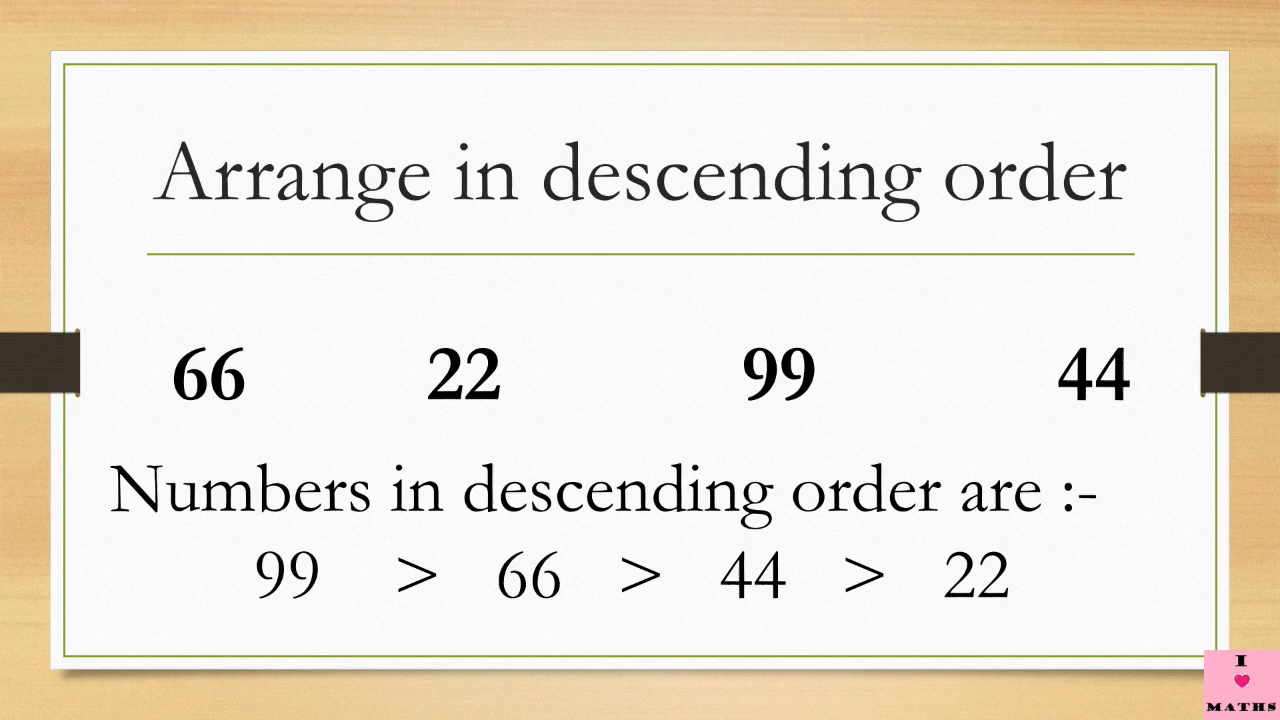 Arrange in descending order
66 22 99 44
Numbers in descending order are :-
99 > 66 > 44 > 22
I
MATHS